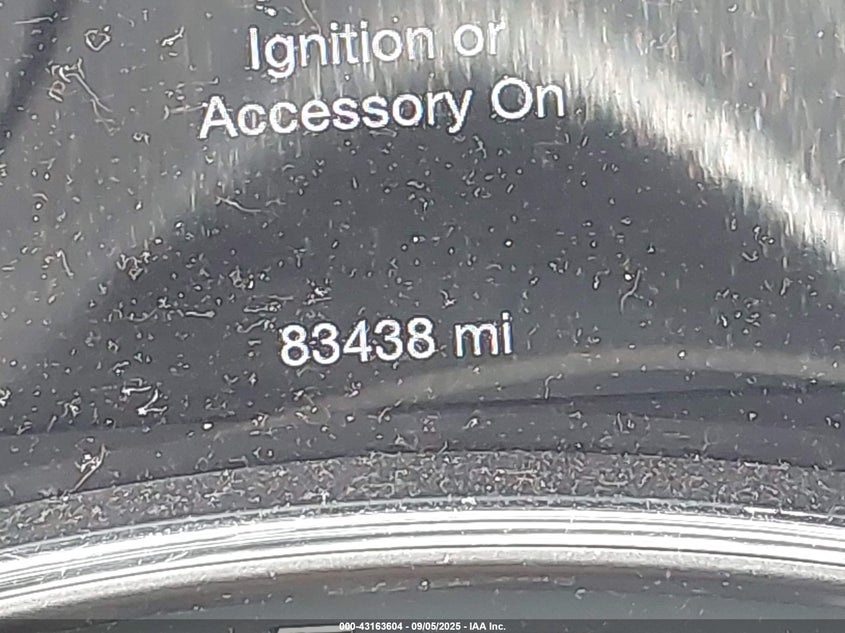 Ignition or
Accessory On
83438 mi
000-43163604 - 09/05/2025 - IAA Inc.